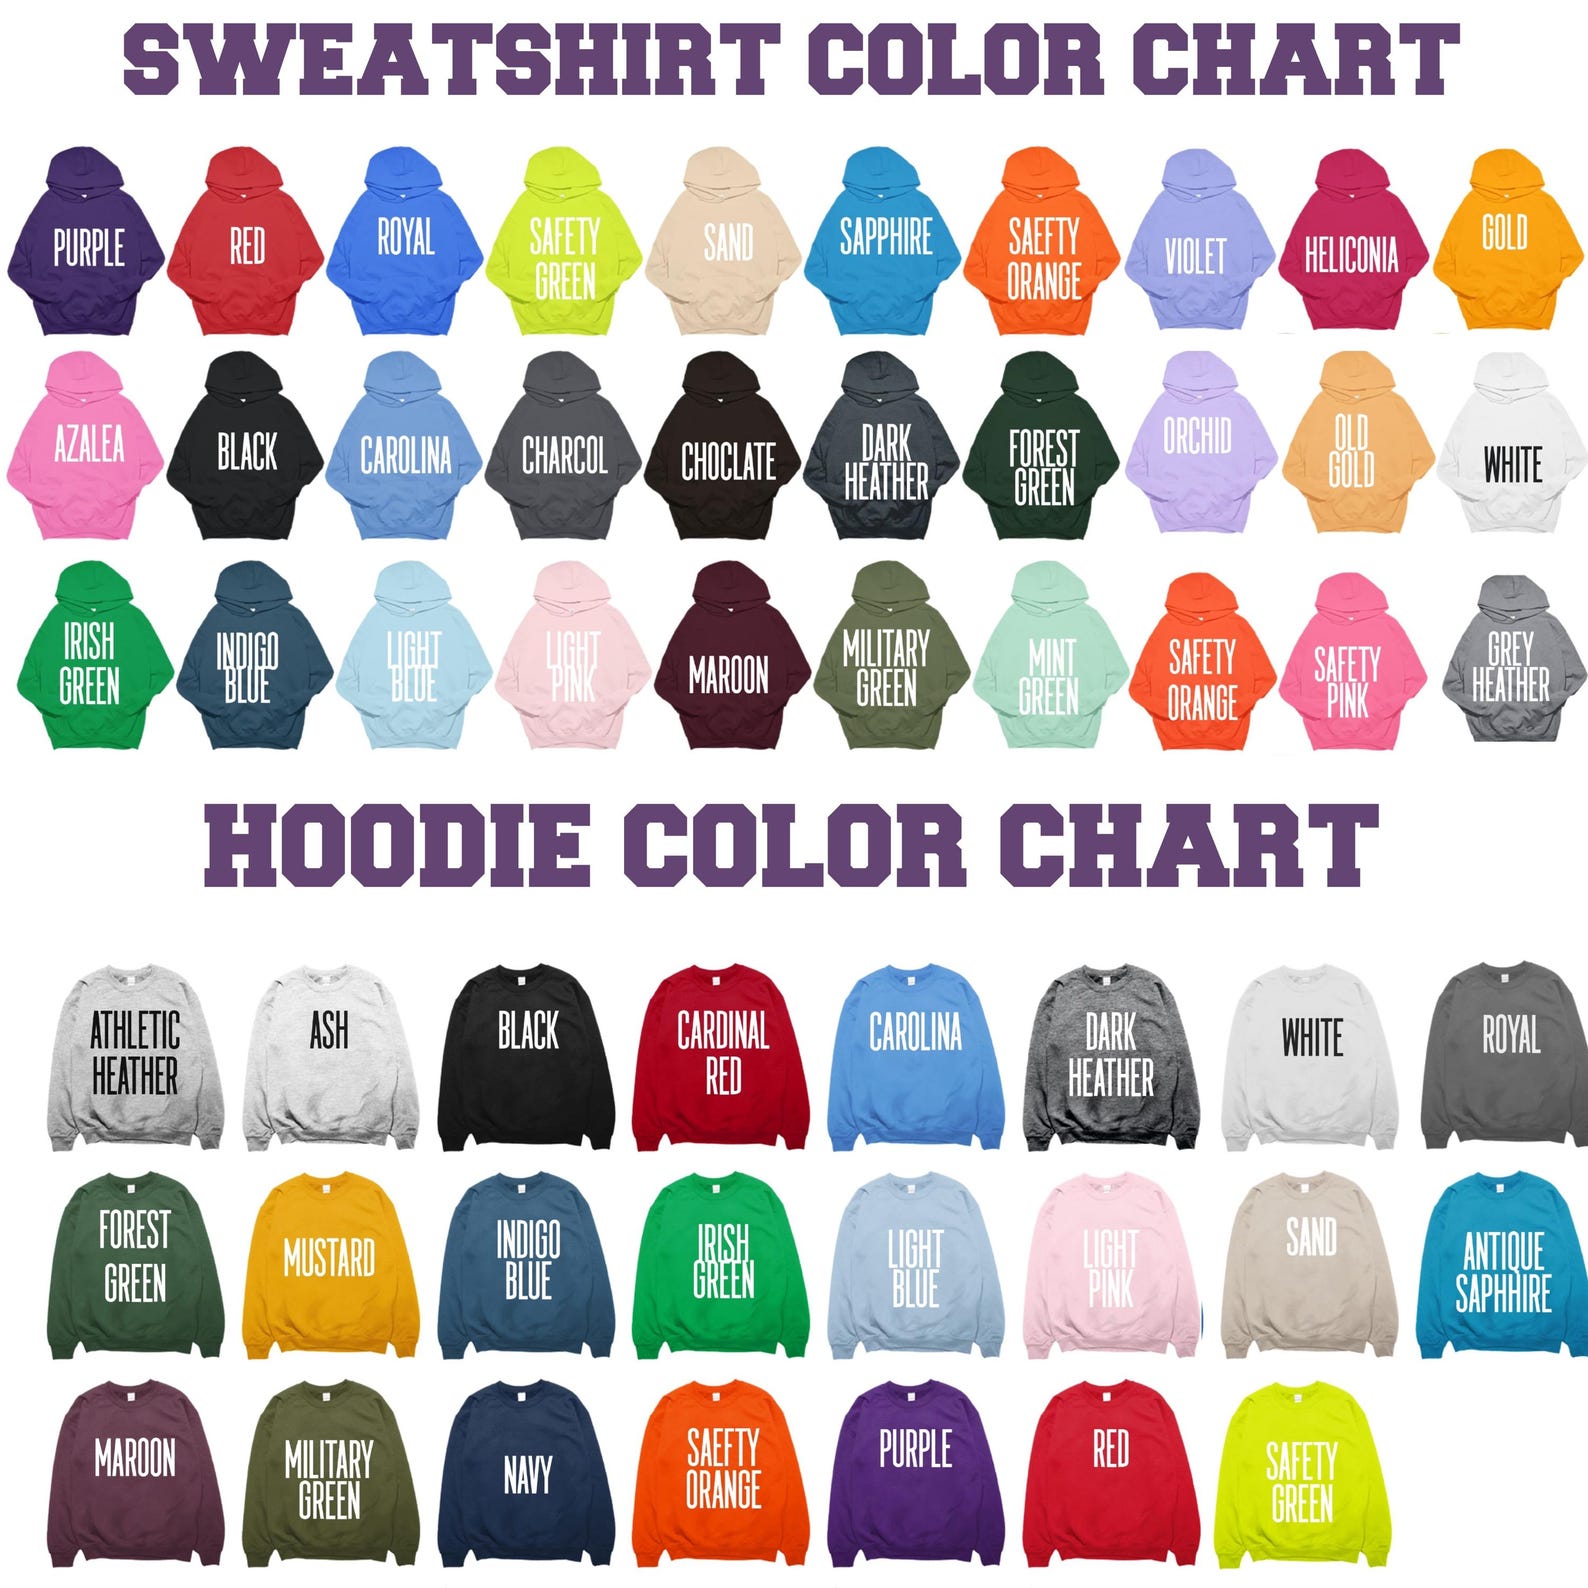 SWEATSHIRT COLOR CHART
PURPLE
RED
ROYAL
SAFETY
GREEN
SAND
SAPPHIRE
SAEFTY
ORANGE
VIOLET
HELICONIA
GOLD
AZALEA
BLACK
CAROLINA
CHARCOL
CHOCLATE
DARK
HEATHER
FOREST
GREEN
ORCHID
OLD
GOLD
WHITE
IRISH
GREEN
INDIGO
BLUE
LIGHT
BLUE
LIGHT
PINK
MAROON
MILITARY
GREEN
MINT
GREEN
SAFETY
ORANGE
SAFETY
PINK
GREY
HEATHER
HOODIE COLOR CHART
ATHLETIC
HEATHER
ASH
BLACK
CARDINAL
RED
CAROLINA
DARK
HEATHER
WHITE
ROYAL
FOREST
GREEN
MUSTARD
INDIGO
BLUE
IRISH
GREEN
LIGHT
BLUE
LIGHT
PINK
SAND
ANTIQUE
SAPHHIRE
MAROON
MILITARY
GREEN
NAVY
SAEFTY
ORANGE
PURPLE
RED
SAFETY
GREEN